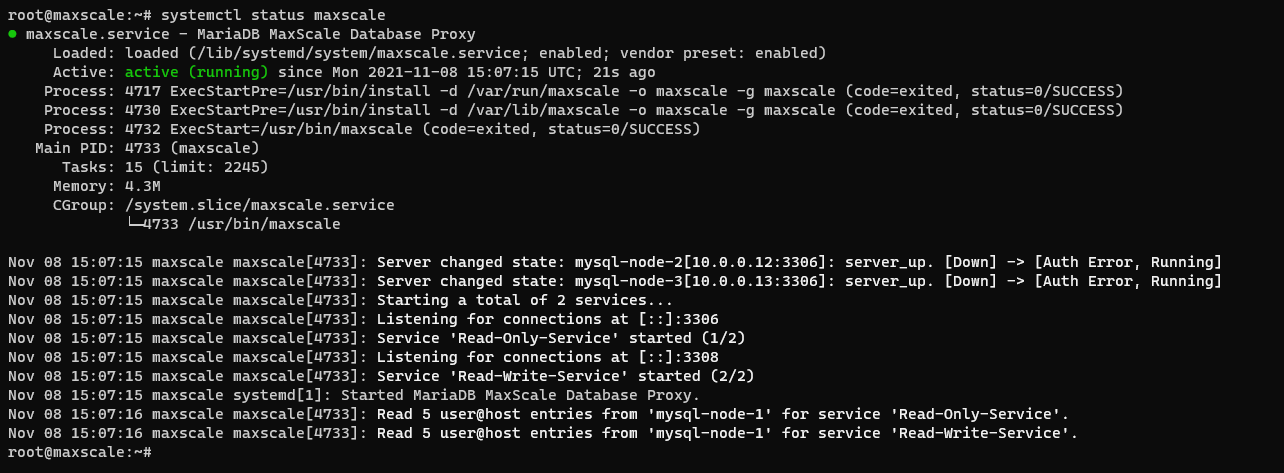 root@maxscale:~# systemctl status maxscale
● maxscale.service - MariaDB MaxScale Database Proxy
     Loaded: loaded (/lib/systemd/system/maxscale.service; enabled; vendor preset: enabled)
     Active: active (running) since Mon 2021-11-08 15:07:15 UTC; 21s ago
    Process: 4717 ExecStartPre=/usr/bin/install -d /var/run/maxscale -o maxscale -g maxscale (code=exited, status=0/SUCCESS)
    Process: 4730 ExecStartPre=/usr/bin/install -d /var/lib/maxscale -o maxscale -g maxscale (code=exited, status=0/SUCCESS)
    Process: 4732 ExecStart=/usr/bin/maxscale (code=exited, status=0/SUCCESS)
   Main PID: 4733 (maxscale)
      Tasks: 15 (limit: 2245)
     Memory: 4.3M
     CGroup: /system.slice/maxscale.service
             └─4733 /usr/bin/maxscale

Nov 08 15:07:15 maxscale maxscale[4733]: Server changed state: mysql-node-2[10.0.0.12:3306]: server_up. [Down] -> [Auth Error, Running]
Nov 08 15:07:15 maxscale maxscale[4733]: Server changed state: mysql-node-3[10.0.0.13:3306]: server_up. [Down] -> [Auth Error, Running]
Nov 08 15:07:15 maxscale maxscale[4733]: Starting a total of 2 services...
Nov 08 15:07:15 maxscale maxscale[4733]: Listening for connections at [::]:3306
Nov 08 15:07:15 maxscale maxscale[4733]: Service 'Read-Only-Service' started (1/2)
Nov 08 15:07:15 maxscale maxscale[4733]: Listening for connections at [::]:3308
Nov 08 15:07:15 maxscale maxscale[4733]: Service 'Read-Write-Service' started (2/2)
Nov 08 15:07:15 maxscale systemd[1]: Started MariaDB MaxScale Database Proxy.
Nov 08 15:07:16 maxscale maxscale[4733]: Read 5 user@host entries from 'mysql-node-1' for service 'Read-Only-Service'.
Nov 08 15:07:16 maxscale maxscale[4733]: Read 5 user@host entries from 'mysql-node-1' for service 'Read-Write-Service'.
root@maxscale:~#